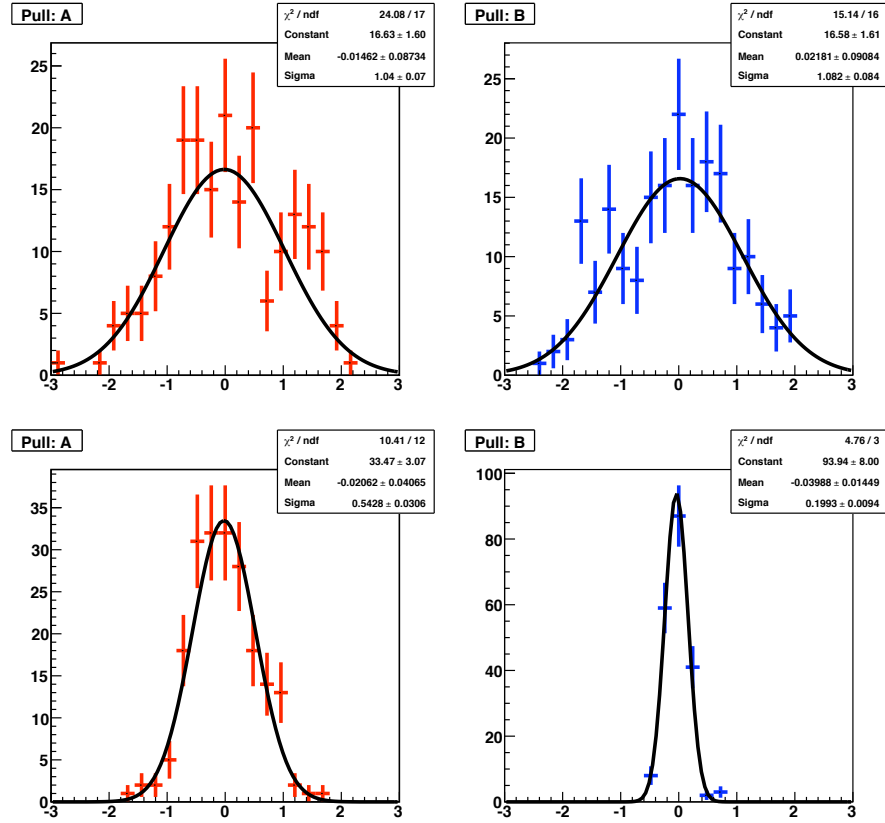 Pull: A
χ² / ndf 24.08 / 17
Constant 16.63 ± 1.60
Mean -0.01462 ± 0.08734
Sigma 1.04 ± 0.07
25
20
15
10
5
0
-3 -2 -1 0 1 2 3
Pull: B
χ² / ndf 15.14 / 16
Constant 16.58 ± 1.61
Mean 0.02181 ± 0.09084
Sigma 1.082 ± 0.084
25
20
15
10
5
0
-3 -2 -1 0 1 2 3
Pull: A
χ² / ndf 10.41 / 12
Constant 33.47 ± 3.07
Mean -0.02062 ± 0.04065
Sigma 0.5428 ± 0.0306
35
30
25
20
15
10
5
0
-3 -2 -1 0 1 2 3
Pull: B
χ² / ndf 4.76 / 3
Constant 93.94 ± 8.00
Mean -0.03988 ± 0.01449
Sigma 0.1993 ± 0.0094
100
80
60
40
20
0
-3 -2 -1 0 1 2 3